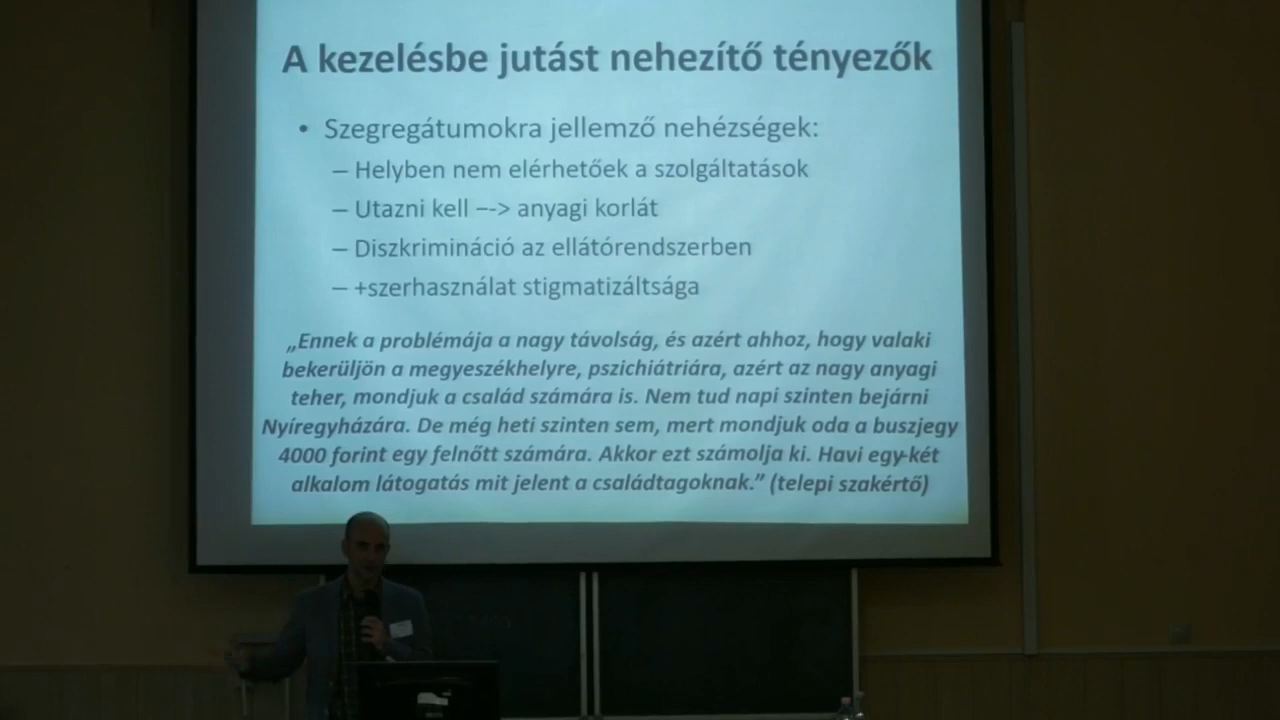 A kezelésbe jutást nehezítő tényezők
• Szegregátumokra jellemző nehézségek:
– Helyben nem elérhetőek a szolgáltatások
– Utazni kell –-> anyagi korlát
– Diszkrimináció az ellátórendszerben
– +szerhasználat stigmatizáltsága
„Ennek a problémája a nagy távolság, és azért ahhoz, hogy valaki
bekerüljön a megyeszékhelyre, pszichiátriára, azért az nagy anyagi
teher, mondjuk a család számára is. Nem tud napi szinten bejárni
Nyíregyházára. De még heti szinten sem, mert mondjuk oda a buszjegy
4000 forint egy felnőtt számára. Akkor ezt számolja ki. Havi egy-két
alkalom látogatás mit jelent a családtagoknak.” (telepi szakértő)